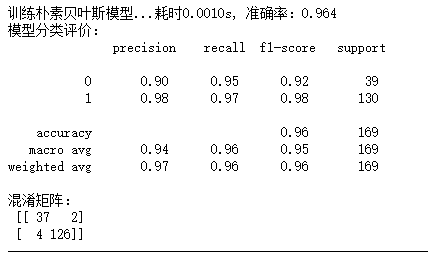 训练朴素贝叶斯模型...耗时0.0010s, 准确率：0.964
模型分类评价：
precision recall f1-score support
0 0.90 0.95 0.92 39
1 0.98 0.97 0.98 130
accuracy 0.96 169
macro avg 0.94 0.96 0.95 169
weighted avg 0.97 0.96 0.96 169
混淆矩阵：
[[ 37 2]
[ 4 126]]